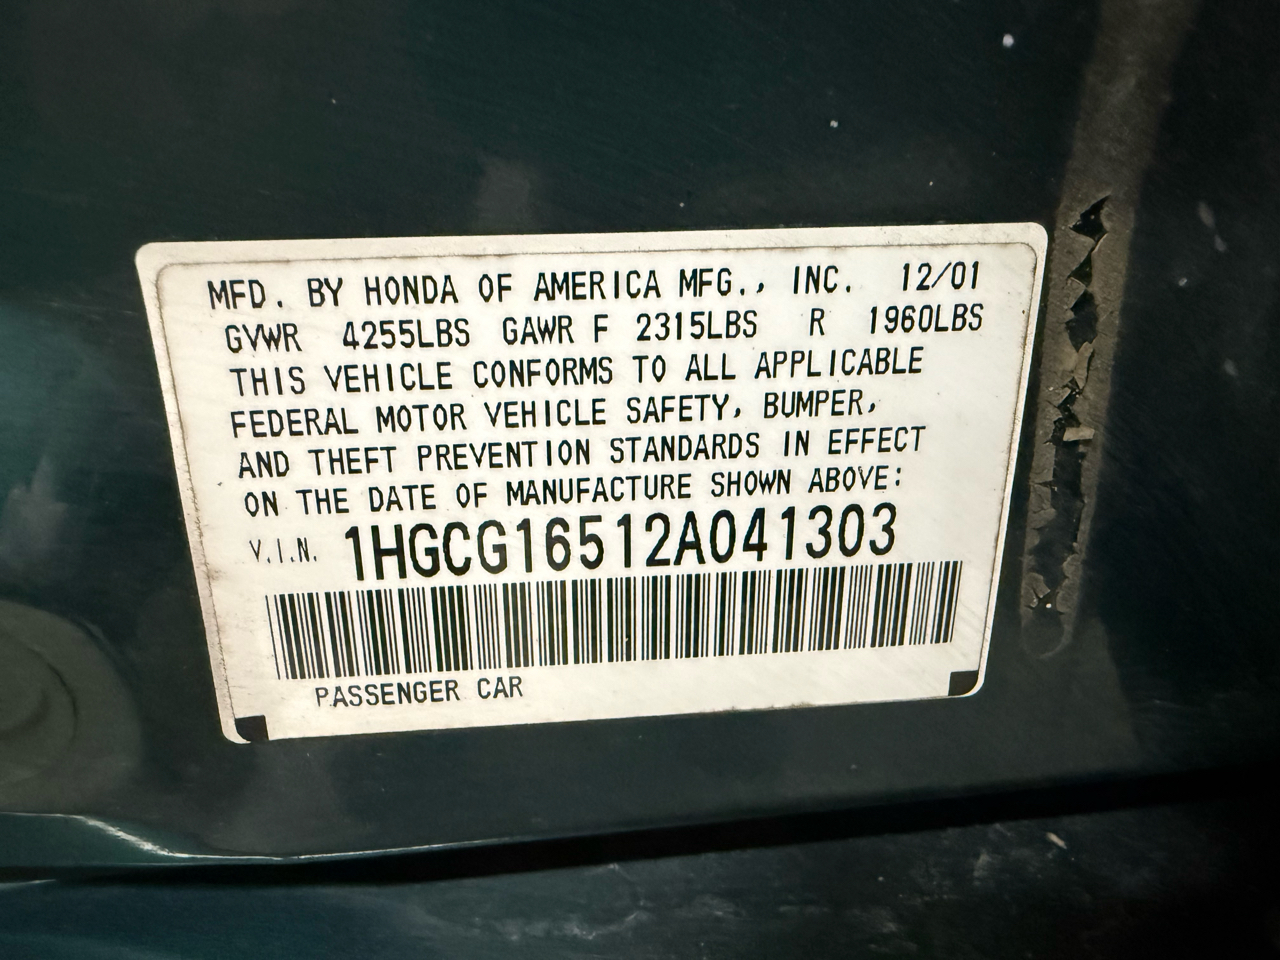 MFD. BY HONDA OF AMERICA MFG., INC. 12/01
GVWR 4255LBS GAWR F 2315LBS R 1960LBS
THIS VEHICLE CONFORMS TO ALL APPLICABLE
FEDERAL MOTOR VEHICLE SAFETY, BUMPER,
AND THEFT PREVENTION STANDARDS IN EFFECT
ON THE DATE OF MANUFACTURE SHOWN ABOVE:
V.I.N. 1HGCG16512A041303
PASSENGER CAR